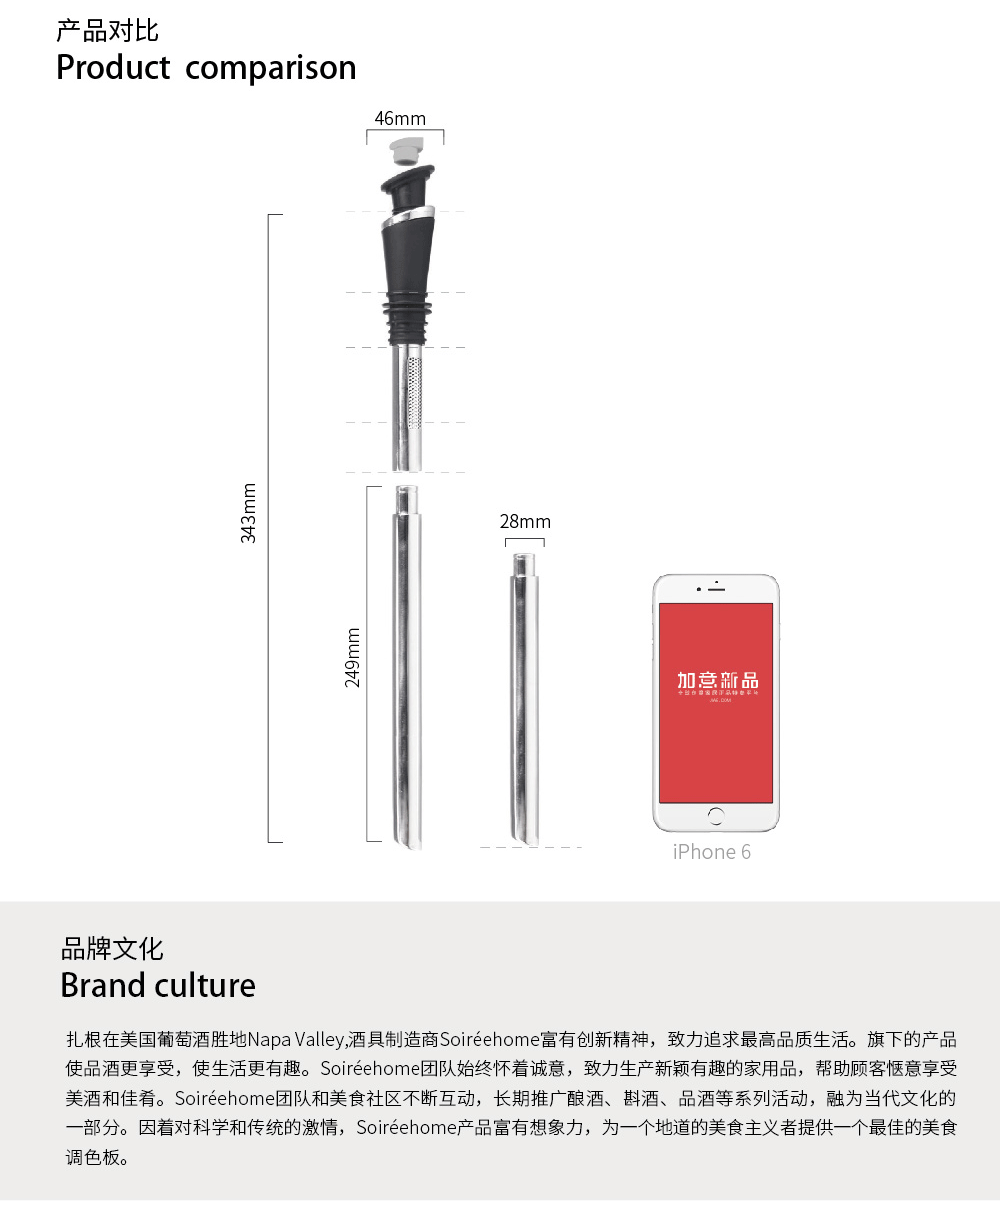 产品对比
Product comparison
46mm
343mm
28mm
249mm
加意新品
iPhone 6
品牌文化
Brand culture
扎根在美国葡萄酒胜地Napa Valley,酒具制造商Soiréehome富有创新精神，致力追求最高品质生活。旗下的产品
使品酒更享受，使生活更有趣。Soiréehome团队始终怀着诚意，致力生产新颖有趣的家用品，帮助顾客惬意享受
美酒和佳肴。Soiréehome团队和美食社区不断互动，长期推广酿酒、斟酒、品酒等系列活动，融为当代文化的
一部分。因着对科学和传统的激情，Soiréehome产品富有想象力，为一个地道的美食主义者提供一个最佳的美食
调色板。